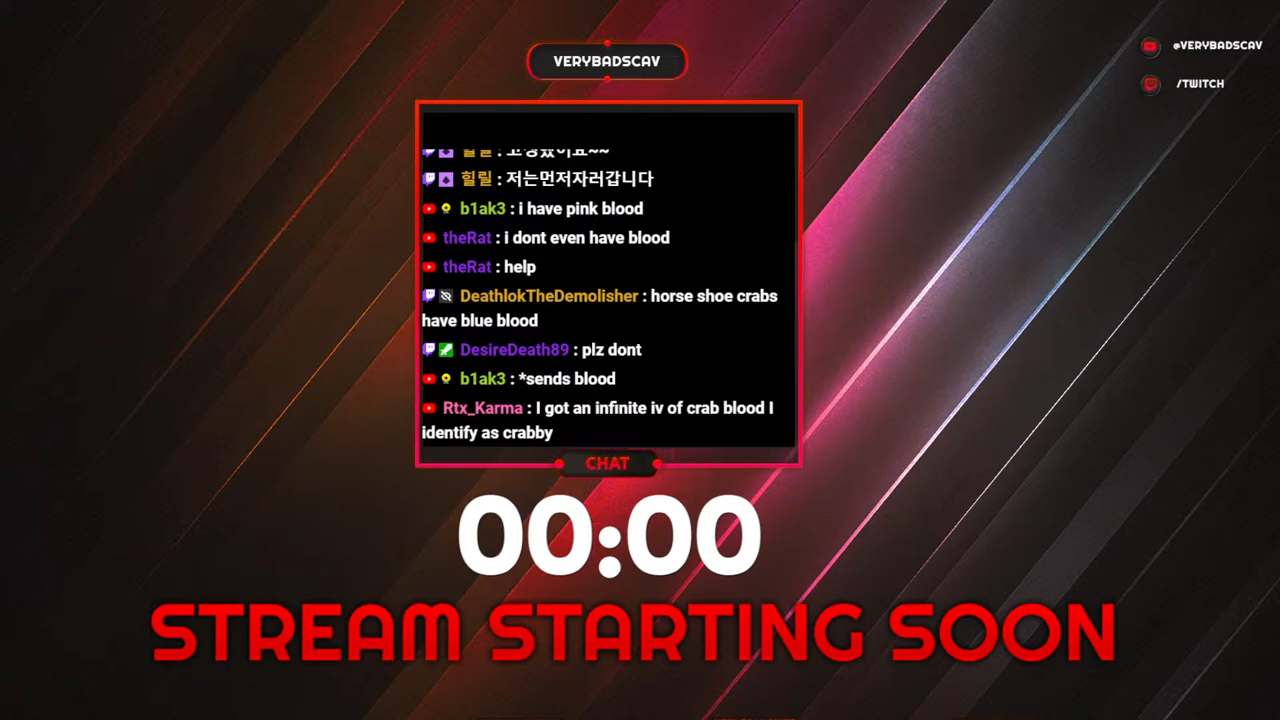 VERYBADSCAV
@VERYBADSCAV
/TWITCH
힐릴 : 저는먼저자러갑니다
b1ak3 : i have pink blood
theRat : i dont even have blood
theRat : help
DeathlokTheDemolisher : horse shoe crabs
have blue blood
DesireDeath89 : plz dont
b1ak3 : *sends blood
Rtx_Karma : I got an infinite iv of crab blood I
identify as crabby
CHAT
00:00
STREAM STARTING SOON